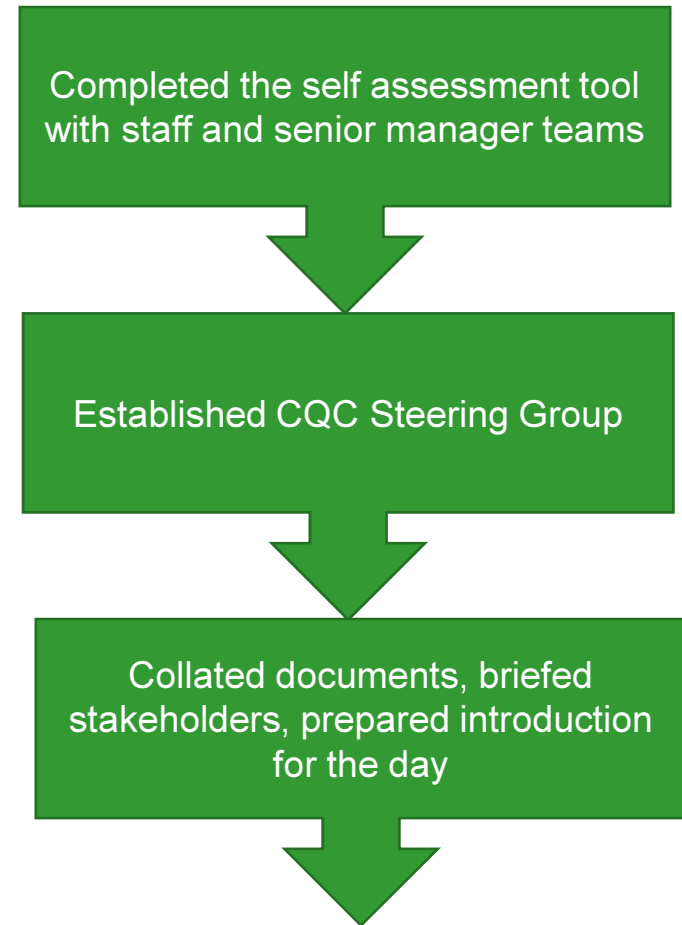 Completed the self assessment tool
with staff and senior manager teams
Established CQC Steering Group
Collated documents, briefed
stakeholders, prepared introduction
for the day